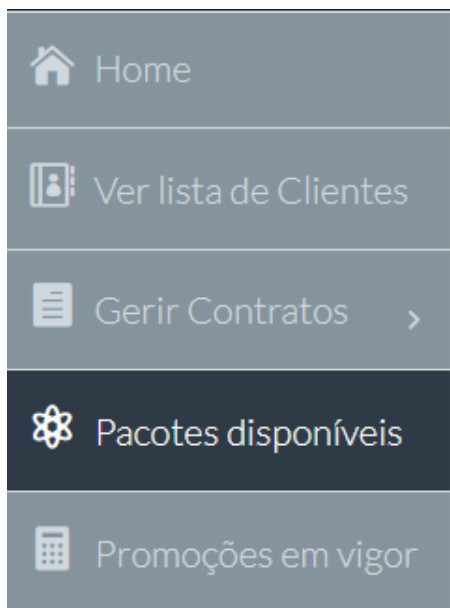 Home
Ver lista de Clientes
Gerir Contratos
Pacotes disponíveis
Promoções em vigor